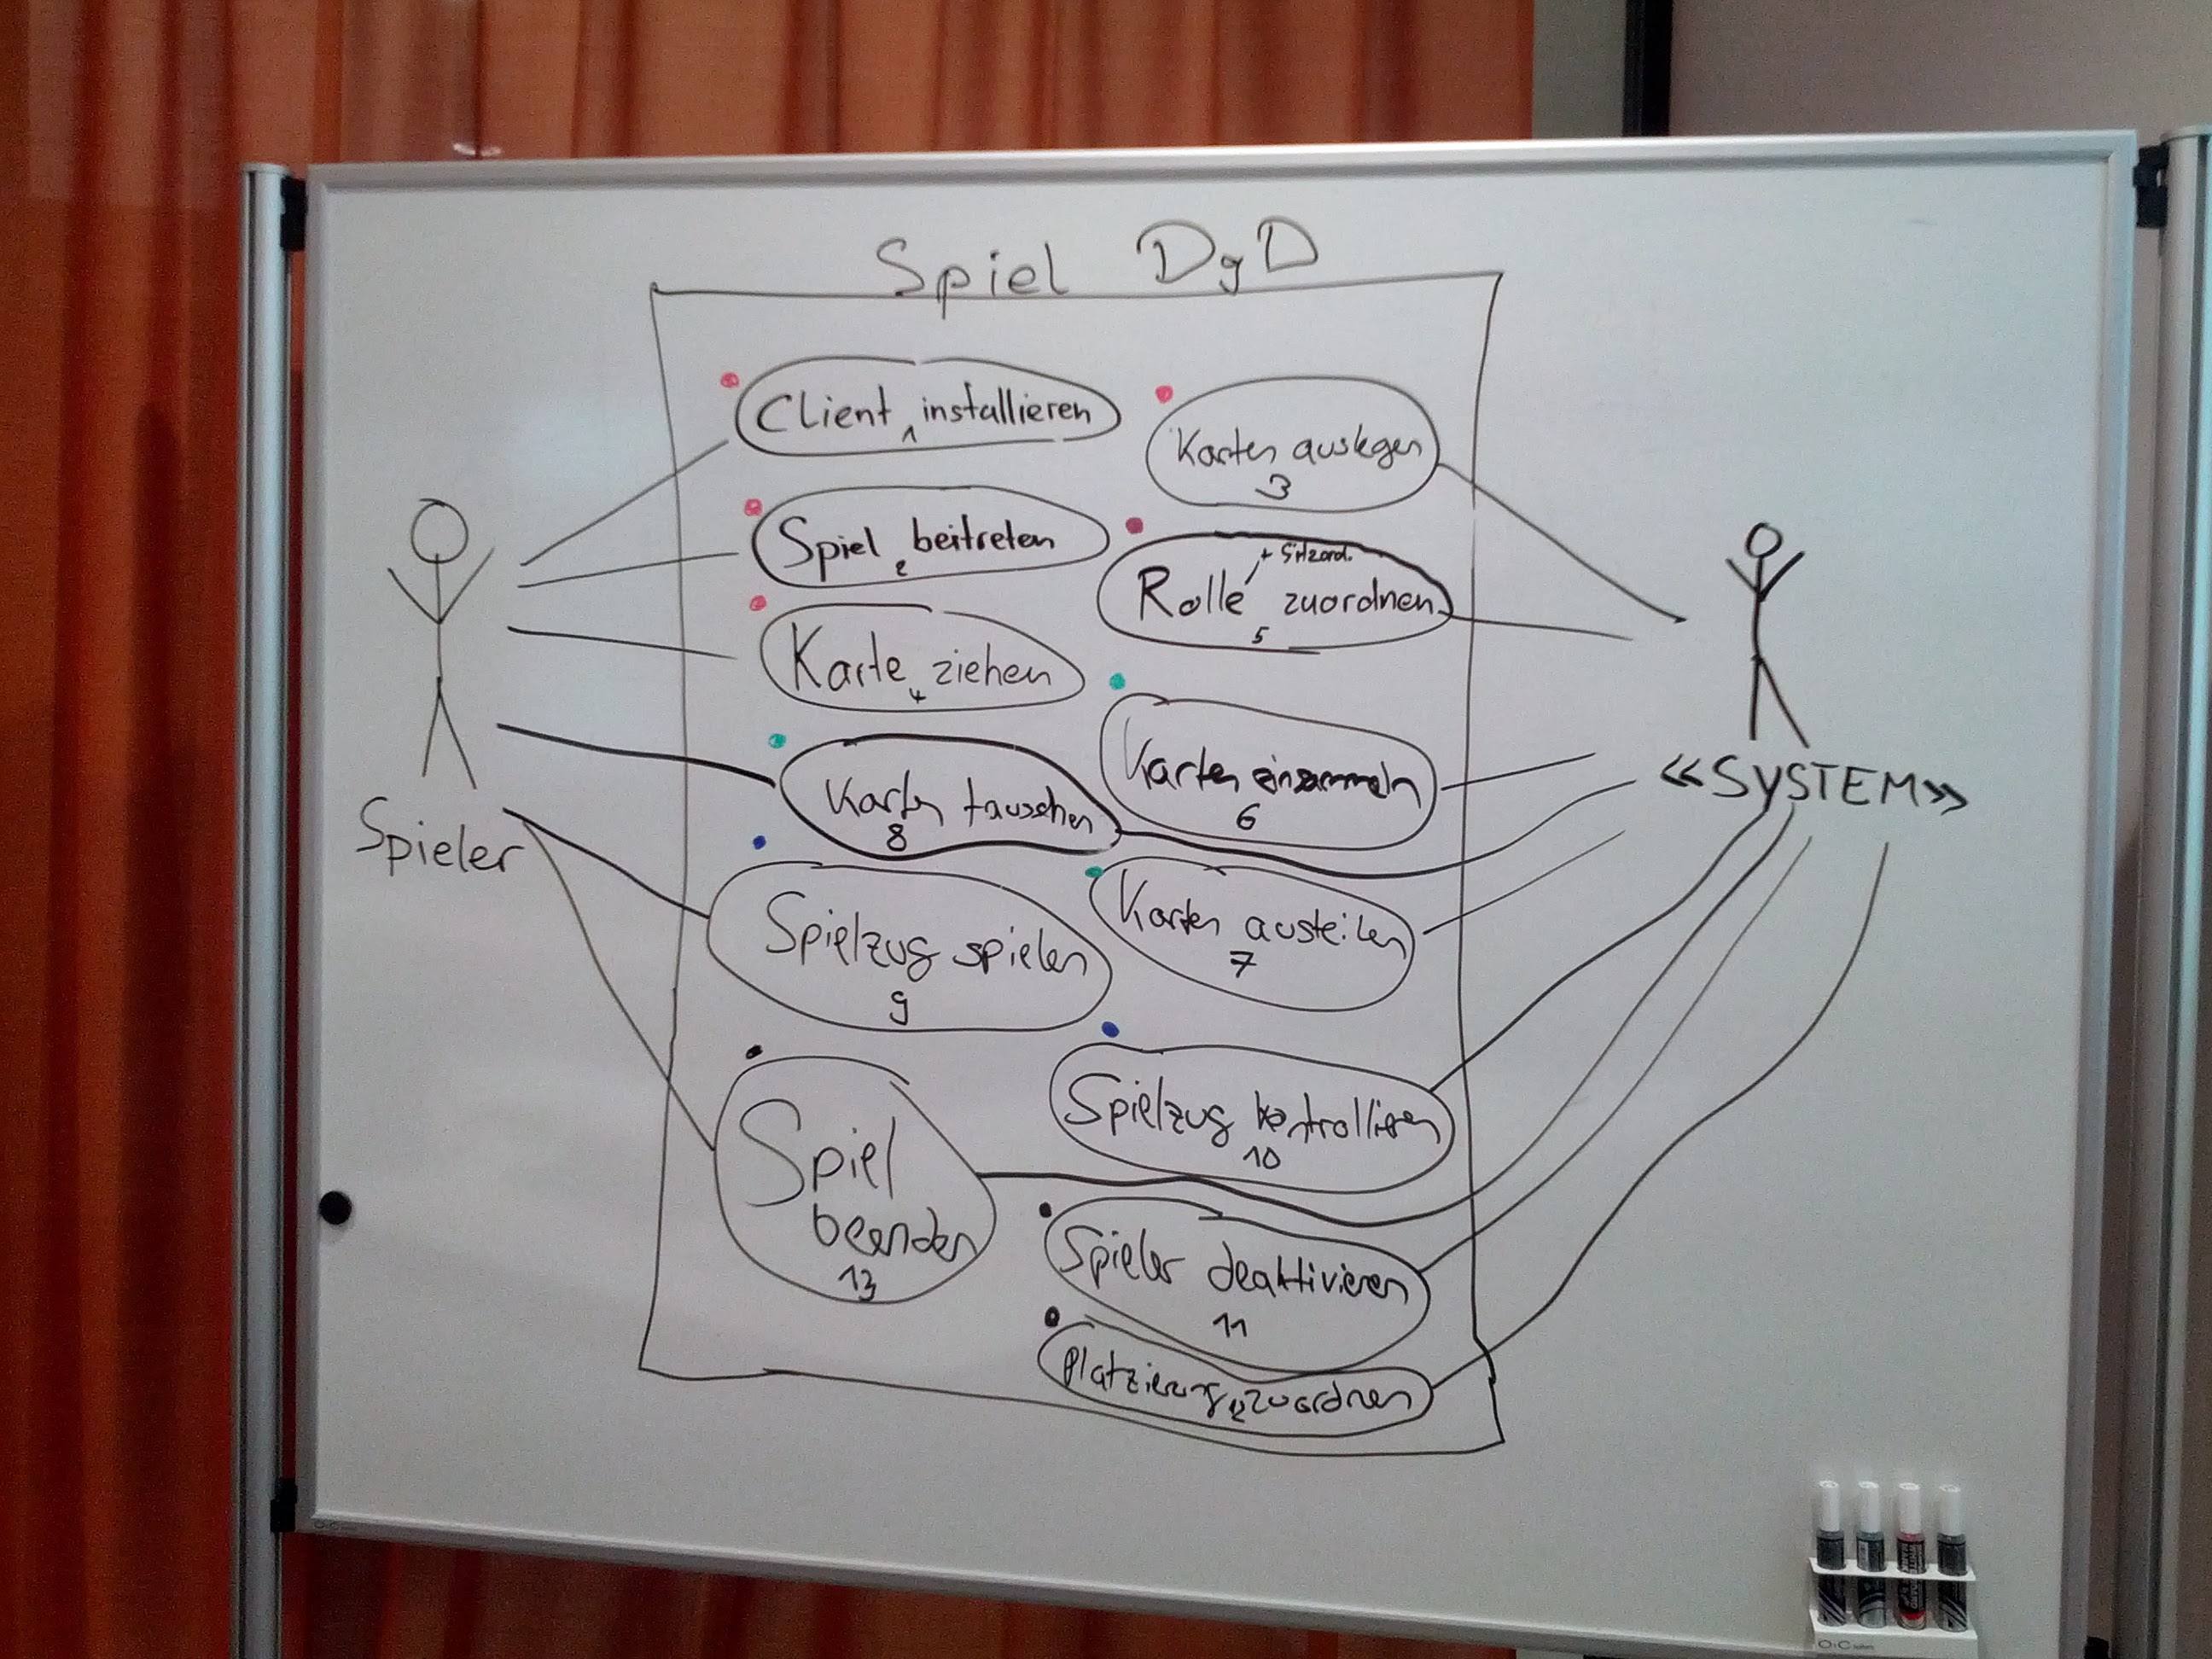 Spiel DgD
Client installieren
1
Karten auslegen
3
Spiel beitreten
2
+ Sitzord.
Rolle zuordnen
5
Karte ziehen
4
Karten einsammeln
6
Karten tauschen
8
«SYSTEM»
Spieler
Karten austeilen
7
Spielzug spielen
9
Spielzug kontrollieren
10
Spiel
beenden
13
Spieler deaktivieren
11
Platzierung zuordnen
12